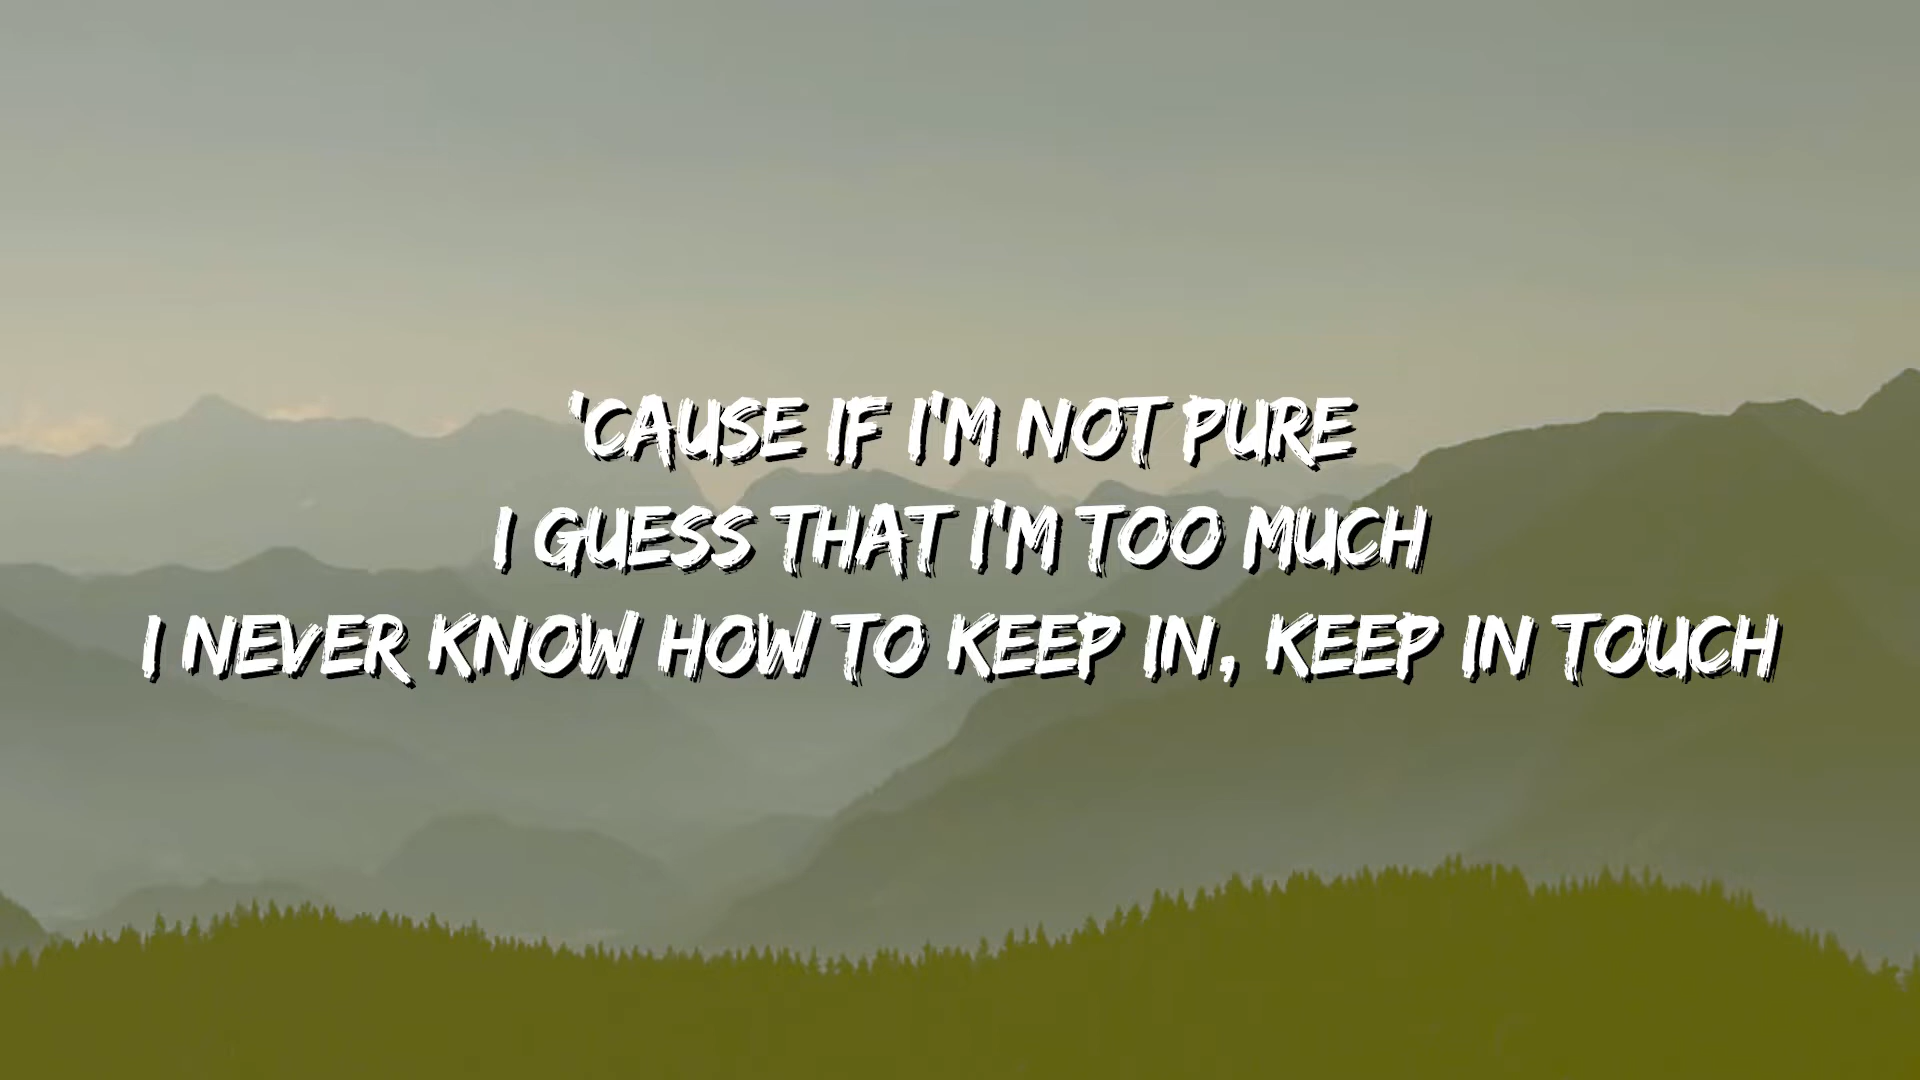 'CAUSE IF I'M NOT PURE
I GUESS THAT I'M TOO MUCH
I NEVER KNOW HOW TO KEEP IN, KEEP IN TOUCH